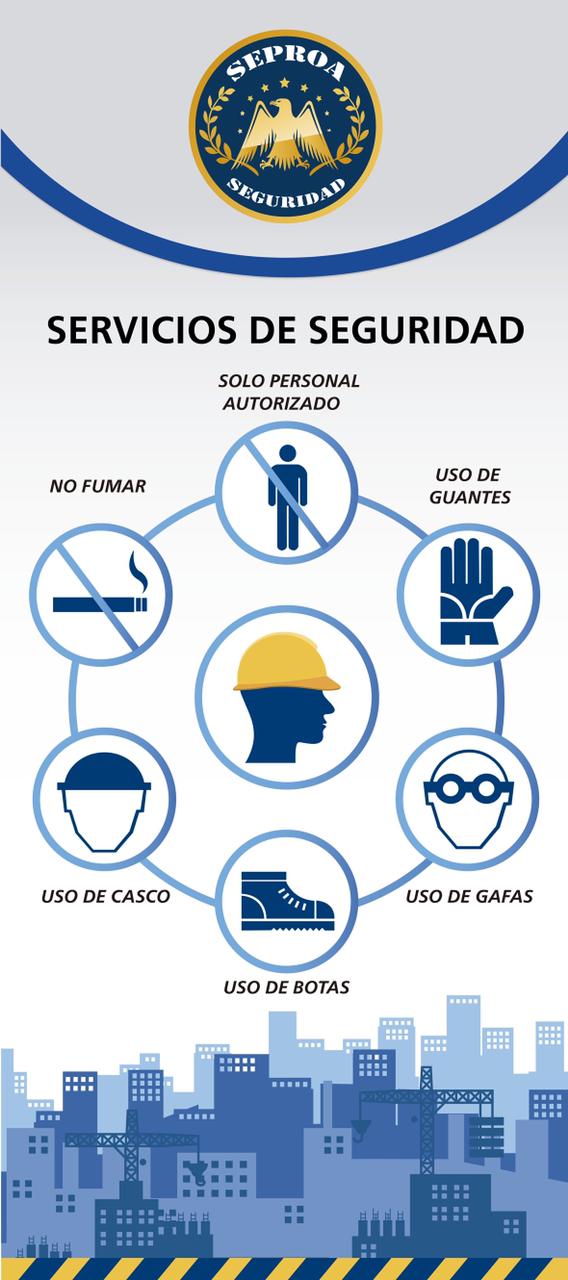 SEPROA
SEGURIDAD
SERVICIOS DE SEGURIDAD
SOLO PERSONAL
AUTORIZADO
NO FUMAR
USO DE
GUANTES
USO DE CASCO
USO DE GAFAS
USO DE BOTAS